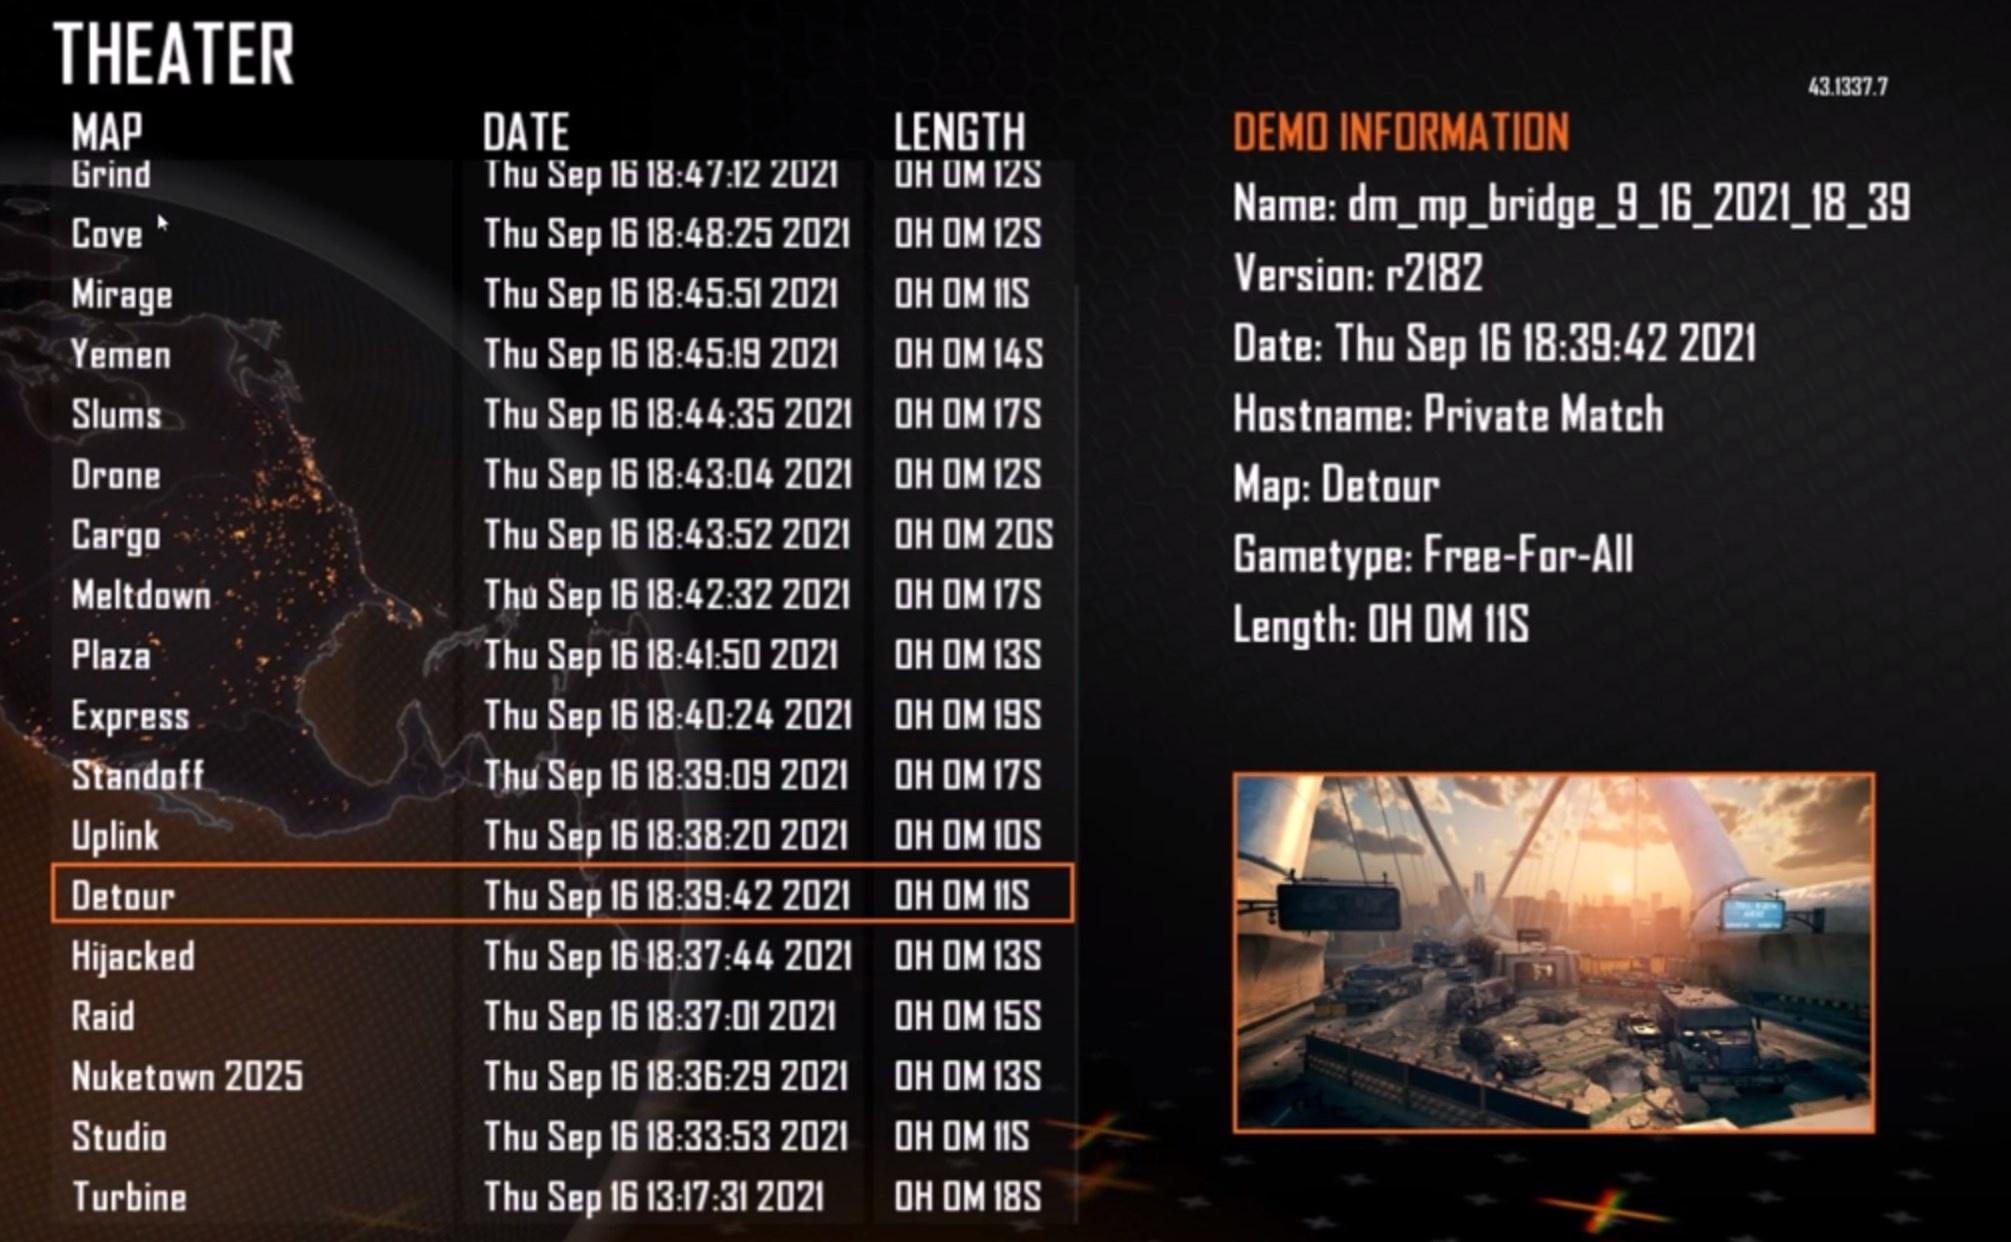 THEATER
43.1337.7
MAP DATE LENGTH
Grind Thu Sep 16 18:47:12 2021 0H 0M 12S
Cove Thu Sep 16 18:48:25 2021 0H 0M 12S
Mirage Thu Sep 16 18:45:51 2021 0H 0M 11S
Yemen Thu Sep 16 18:45:19 2021 0H 0M 14S
Slums Thu Sep 16 18:44:35 2021 0H 0M 17S
Drone Thu Sep 16 18:43:04 2021 0H 0M 12S
Cargo Thu Sep 16 18:43:52 2021 0H 0M 20S
Meltdown Thu Sep 16 18:42:32 2021 0H 0M 17S
Plaza Thu Sep 16 18:41:50 2021 0H 0M 13S
Express Thu Sep 16 18:40:24 2021 0H 0M 19S
Standoff Thu Sep 16 18:39:09 2021 0H 0M 17S
Uplink Thu Sep 16 18:38:20 2021 0H 0M 10S
Detour Thu Sep 16 18:39:42 2021 0H 0M 11S
Hijacked Thu Sep 16 18:37:44 2021 0H 0M 13S
Raid Thu Sep 16 18:37:01 2021 0H 0M 15S
Nuketown 2025 Thu Sep 16 18:36:29 2021 0H 0M 13S
Studio Thu Sep 16 18:33:53 2021 0H 0M 11S
Turbine Thu Sep 16 13:17:31 2021 0H 0M 18S
DEMO INFORMATION
Name: dm_mp_bridge_9_16_2021_18_39
Version: r2182
Date: Thu Sep 16 18:39:42 2021
Hostname: Private Match
Map: Detour
Gametype: Free-For-All
Length: 0H 0M 11S